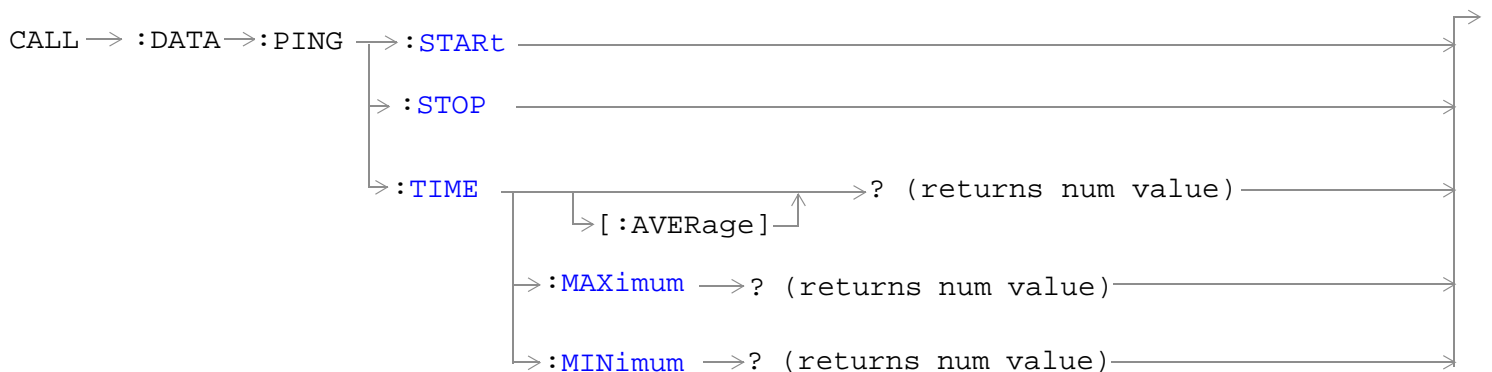 CALL :DATA :PING :STARt
:STOP
:TIME ? (returns num value)
[:AVERage]
:MAXimum ? (returns num value)
:MINimum ? (returns num value)